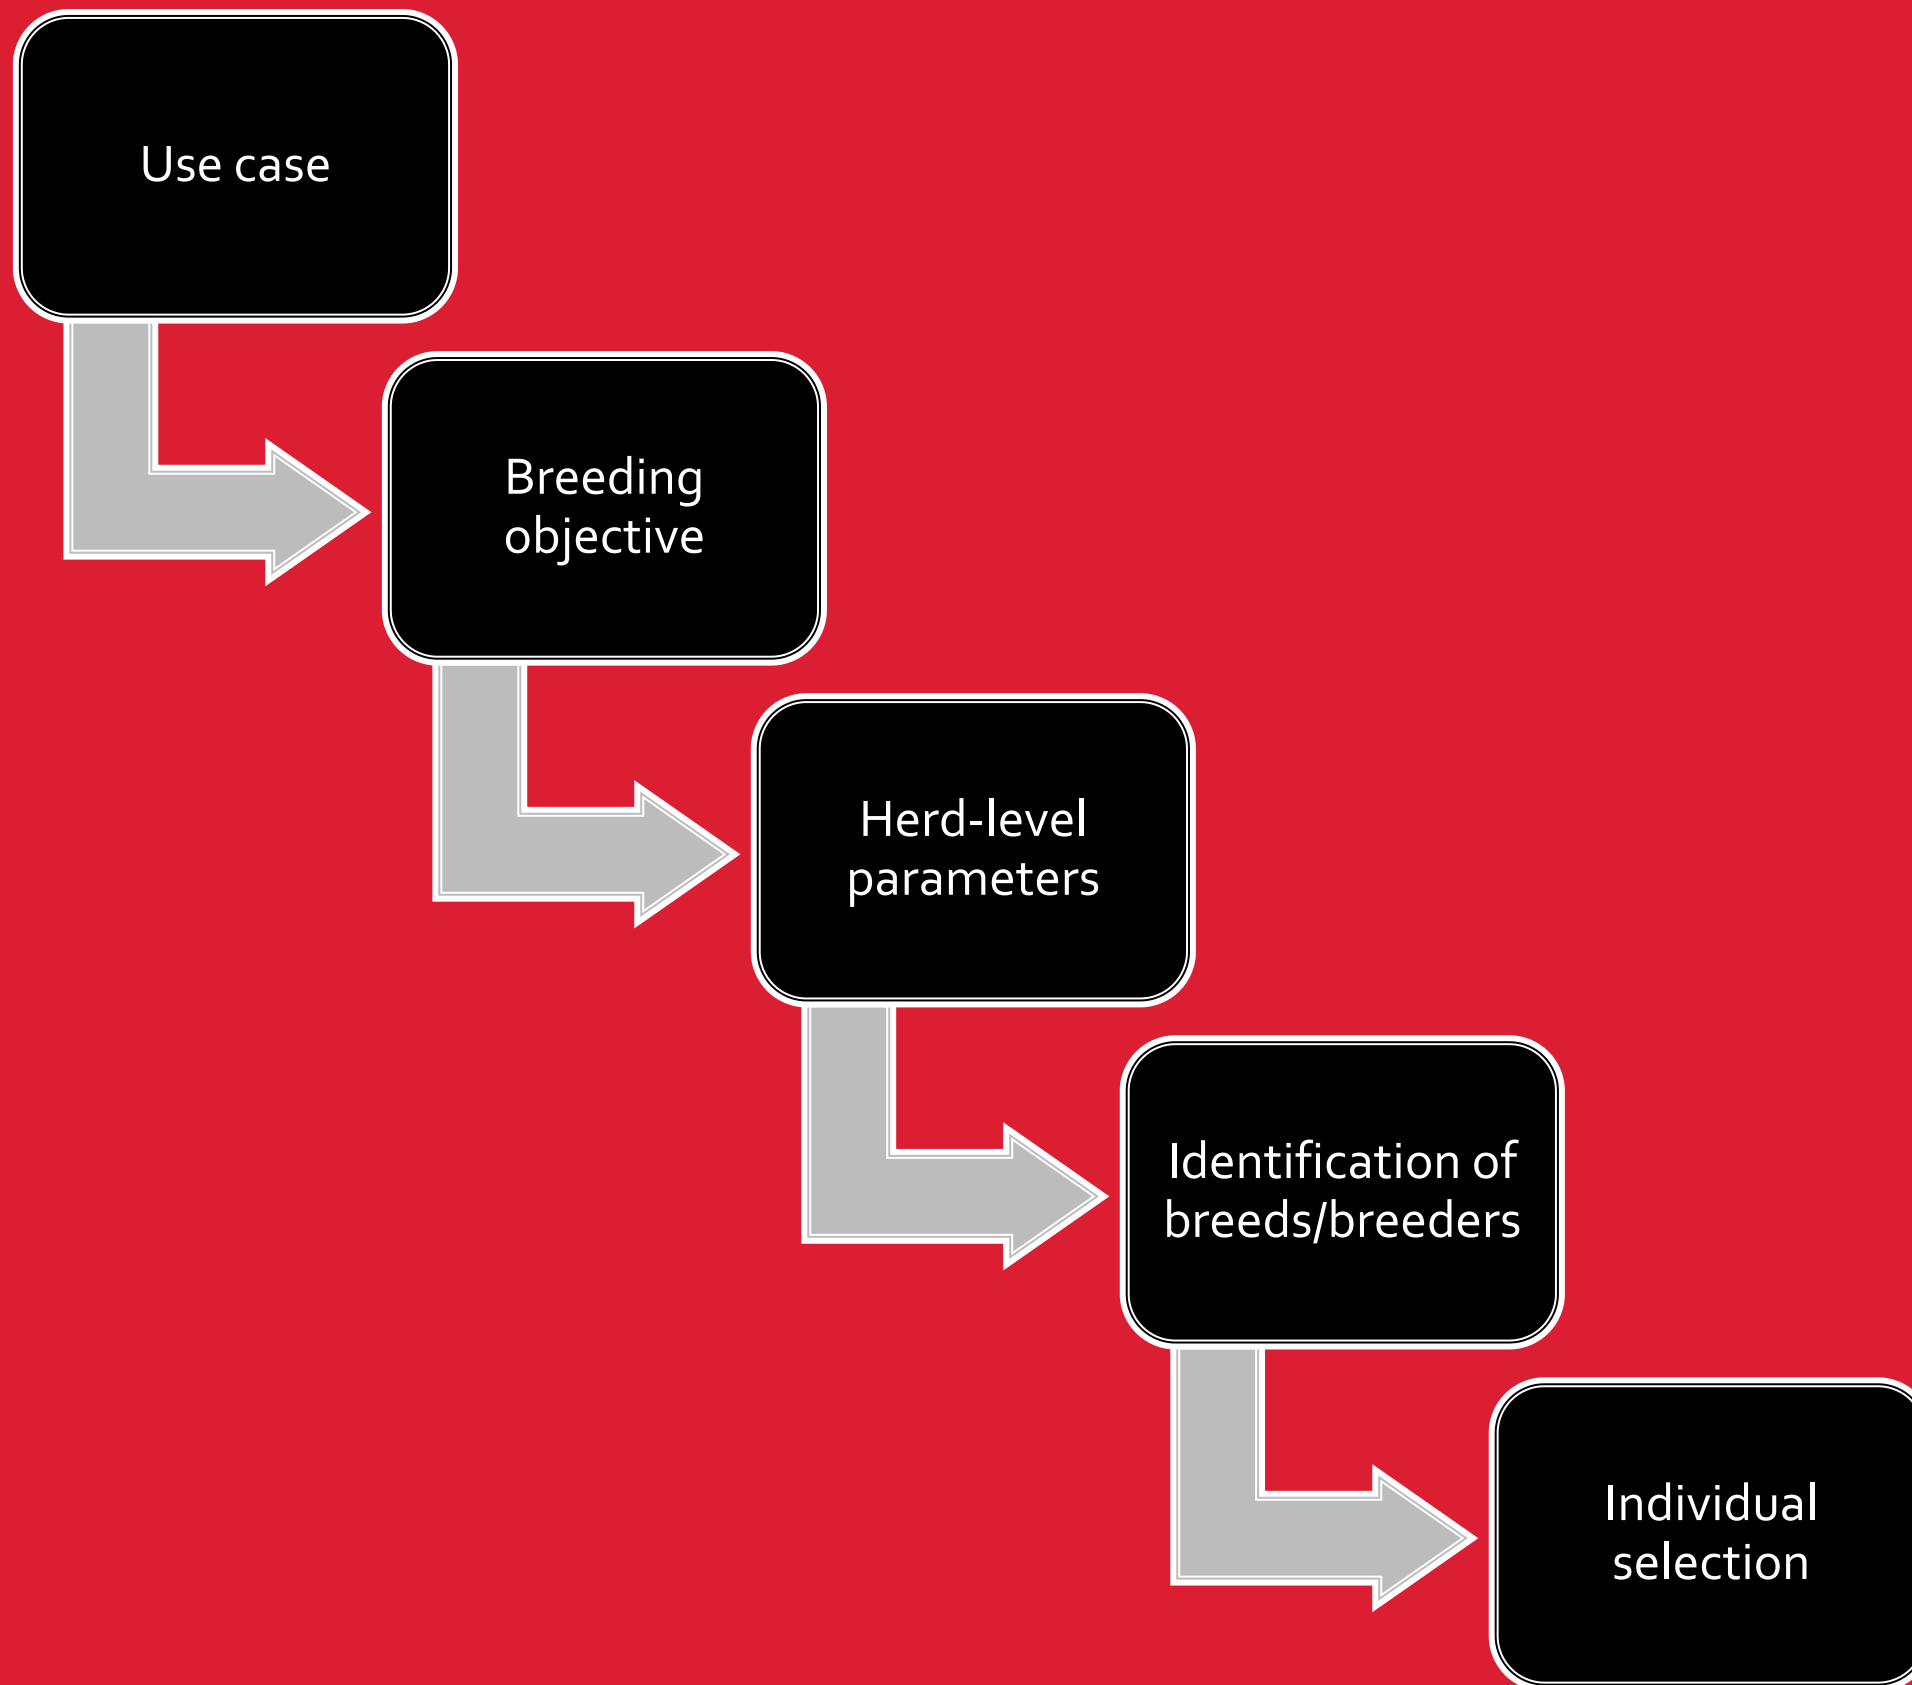 Use case
Breeding
objective
Herd-level
parameters
Identification of
breeds/breeders
Individual
selection